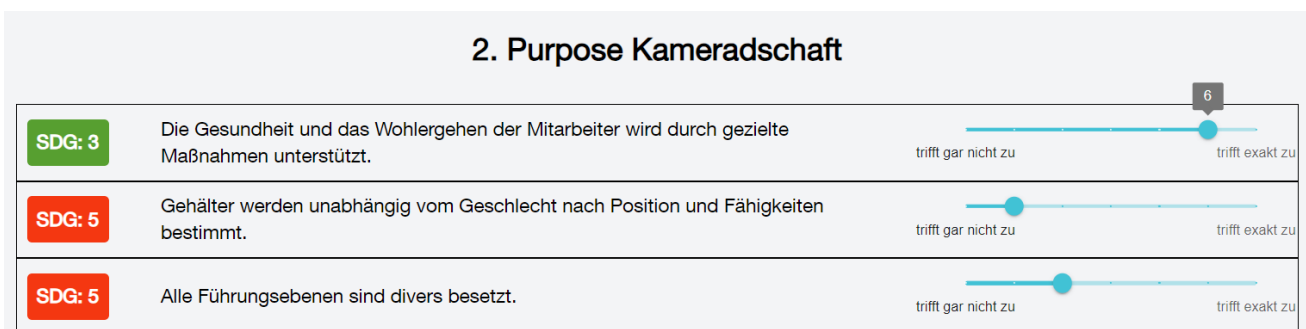 2. Purpose Kameradschaft
6
SDG: 3
Die Gesundheit und das Wohlergehen der Mitarbeiter wird durch gezielte
Maßnahmen unterstützt.
trifft gar nicht zu
trifft exakt zu
SDG: 5
Gehälter werden unabhängig vom Geschlecht nach Position und Fähigkeiten
bestimmt.
trifft gar nicht zu
trifft exakt zu
SDG: 5
Alle Führungsebenen sind divers besetzt.
trifft gar nicht zu
trifft exakt zu